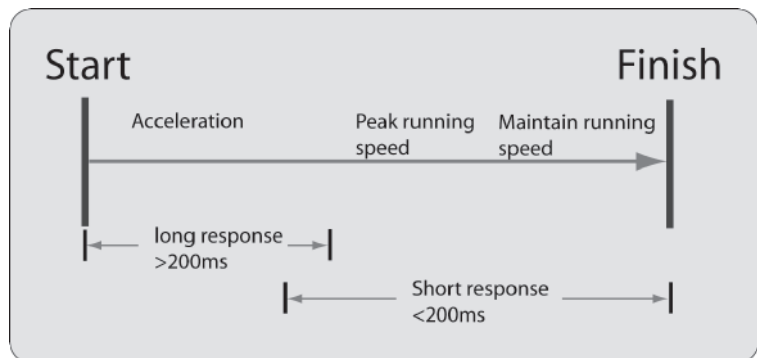 Start
Finish
Acceleration
Peak running
speed
Maintain running
speed
long response
>200ms
Short response
<200ms